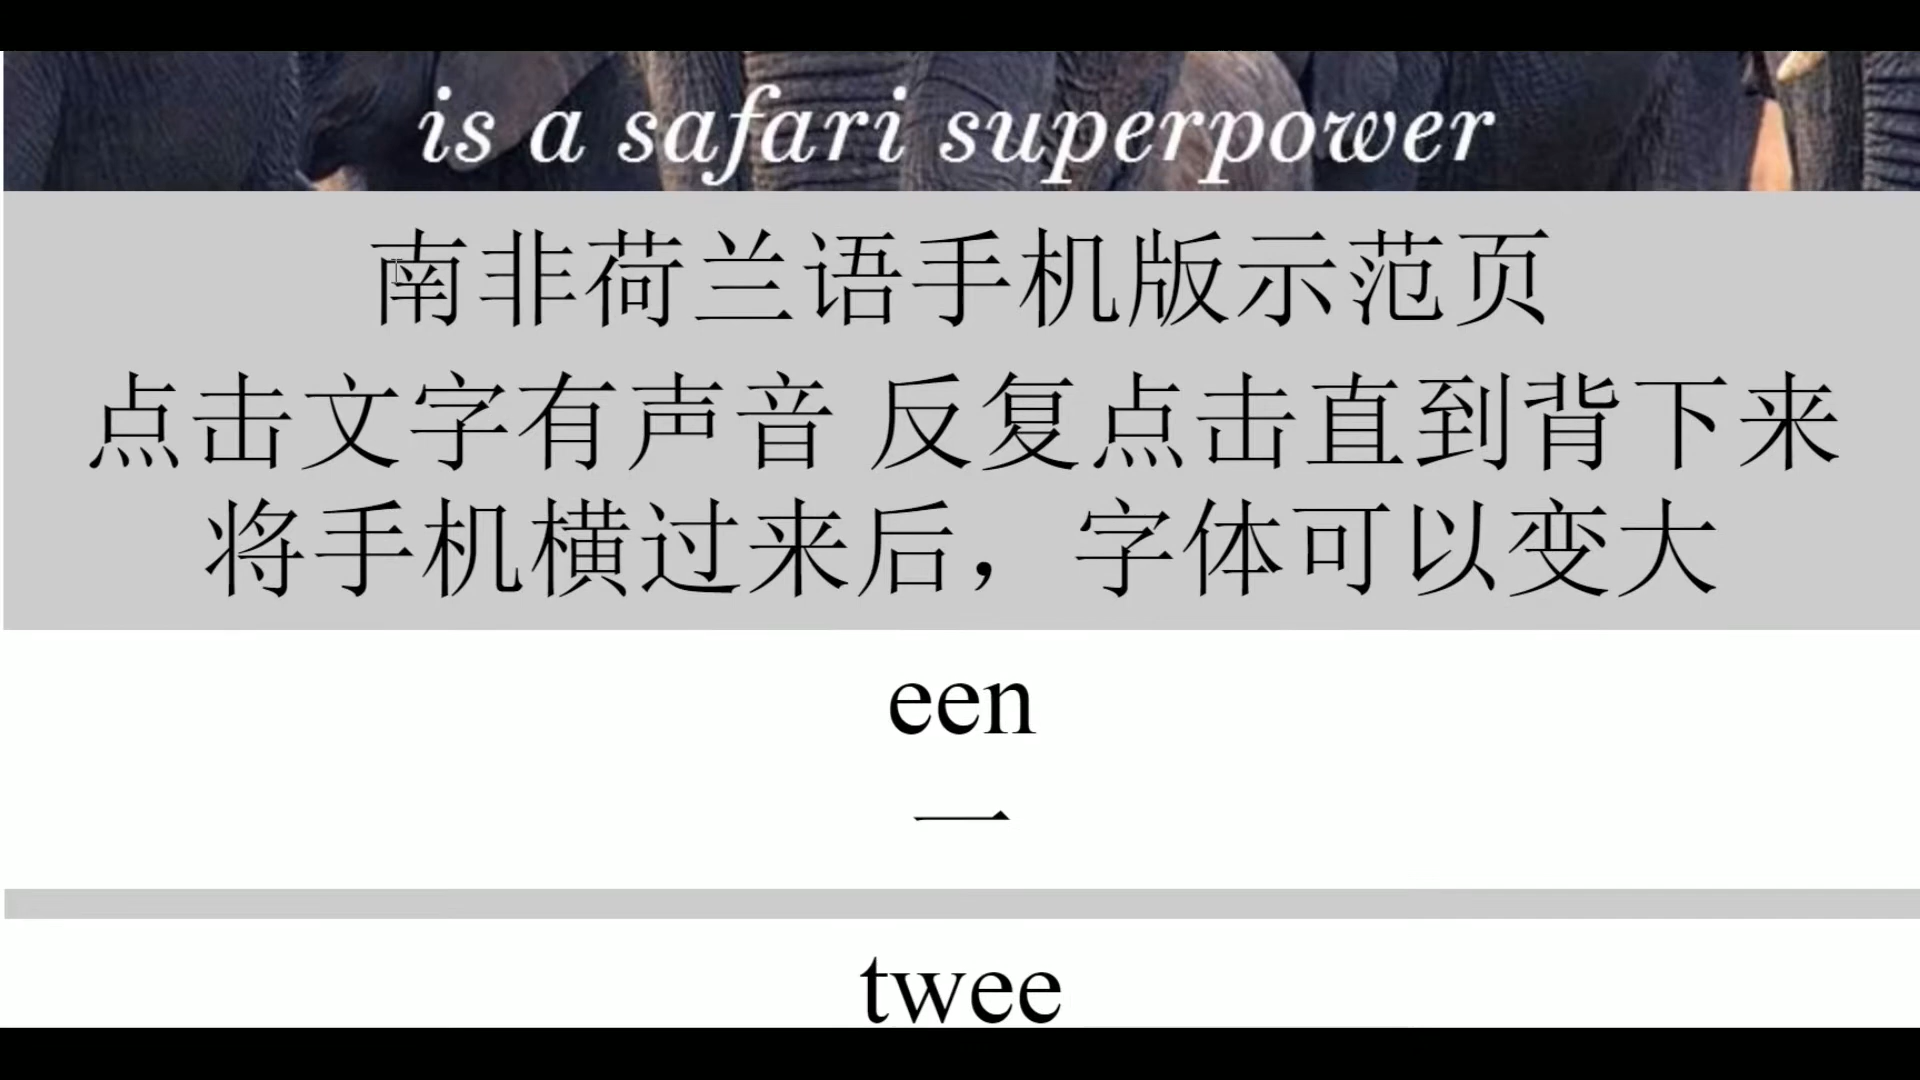 is a safari superpower
南非荷兰语手机版示范页
点击文字有声音 反复点击直到背下来
将手机横过来后，字体可以变大
een
一
twee